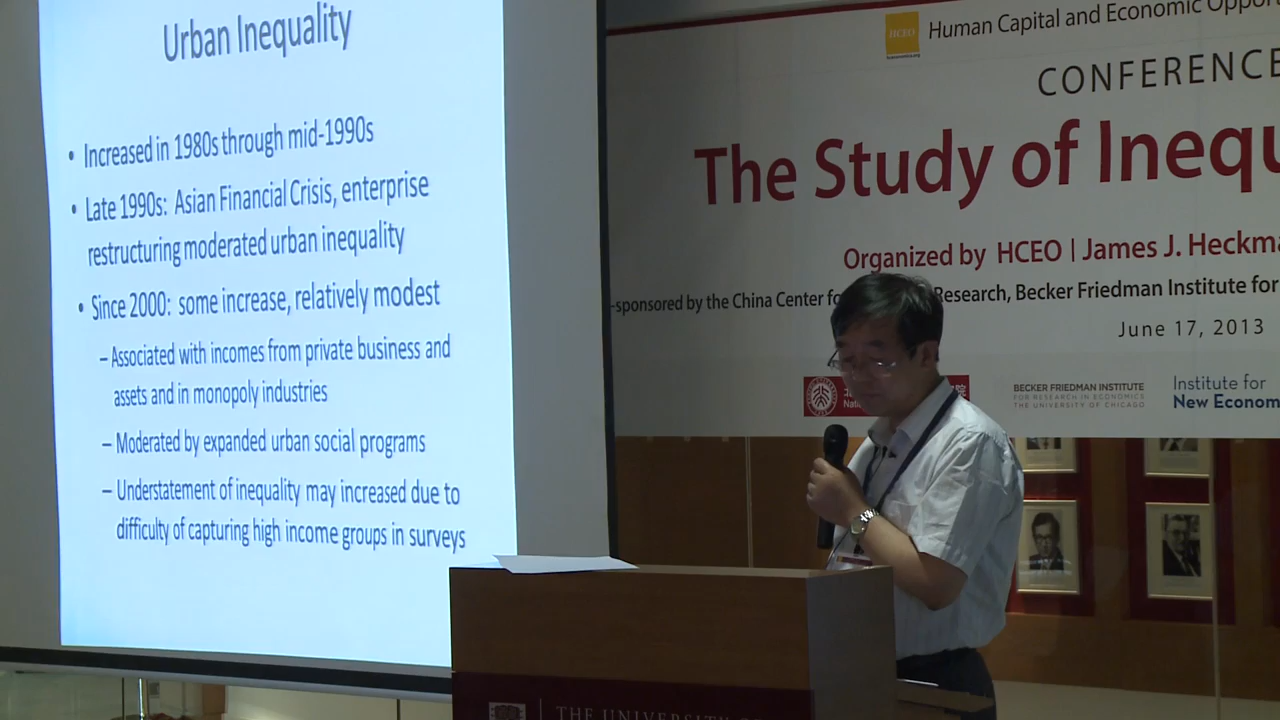 Urban Inequality
• Increased in 1980s through mid-1990s
• Late 1990s: Asian Financial Crisis, enterprise
restructuring moderated urban inequality
• Since 2000: some increase, relatively modest
– Associated with incomes from private business and
assets and in monopoly industries
– Moderated by expanded urban social programs
– Understatement of inequality may increased due to
difficulty of capturing high income groups in surveys
HCEO
Human Capital and Economic
CONFERENCE
The Study of
Organized by HCEO | James J.
-sponsored by the China Center for Research, Becker Friedman Institute for
June 17, 2013
BECKER FRIEDMAN INSTITUTE
FOR RESEARCH IN ECONOMICS
THE UNIVERSITY OF CHICAGO
Institute for
New
THE UNIVERSITY